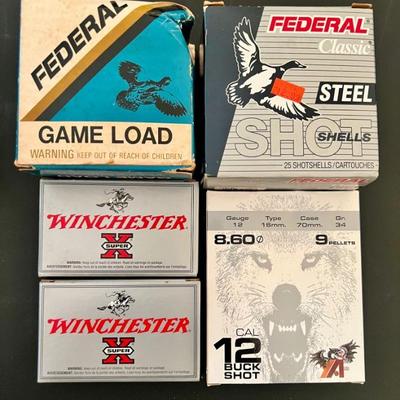 FEDERAL
GAME LOAD
WARNING KEEP OUT OF REACH OF CHILDREN
FEDERAL
Classic
STEEL
SHOT
SHELLS
25 SHOTSHELLS/CARTOUCHES
WINCHESTER
SUPER
X
WINCHESTER
SUPER
X
Gauge Type Case Gr.
12 16mm. 70mm. 34
8.60Ø 9 PELLETS
CAL
12
BUCK
SHOT